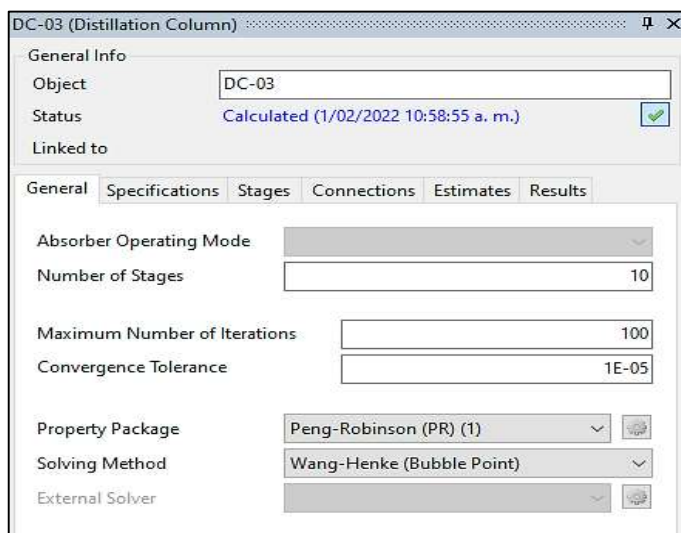 DC-03 (Distillation Column)
General Info
Object DC-03
Status Calculated (1/02/2022 10:58:55 a. m.)
Linked to
General Specifications Stages Connections Estimates Results
Absorber Operating Mode
Number of Stages 10
Maximum Number of Iterations 100
Convergence Tolerance 1E-05
Property Package Peng-Robinson (PR) (1)
Solving Method Wang-Henke (Bubble Point)
External Solver